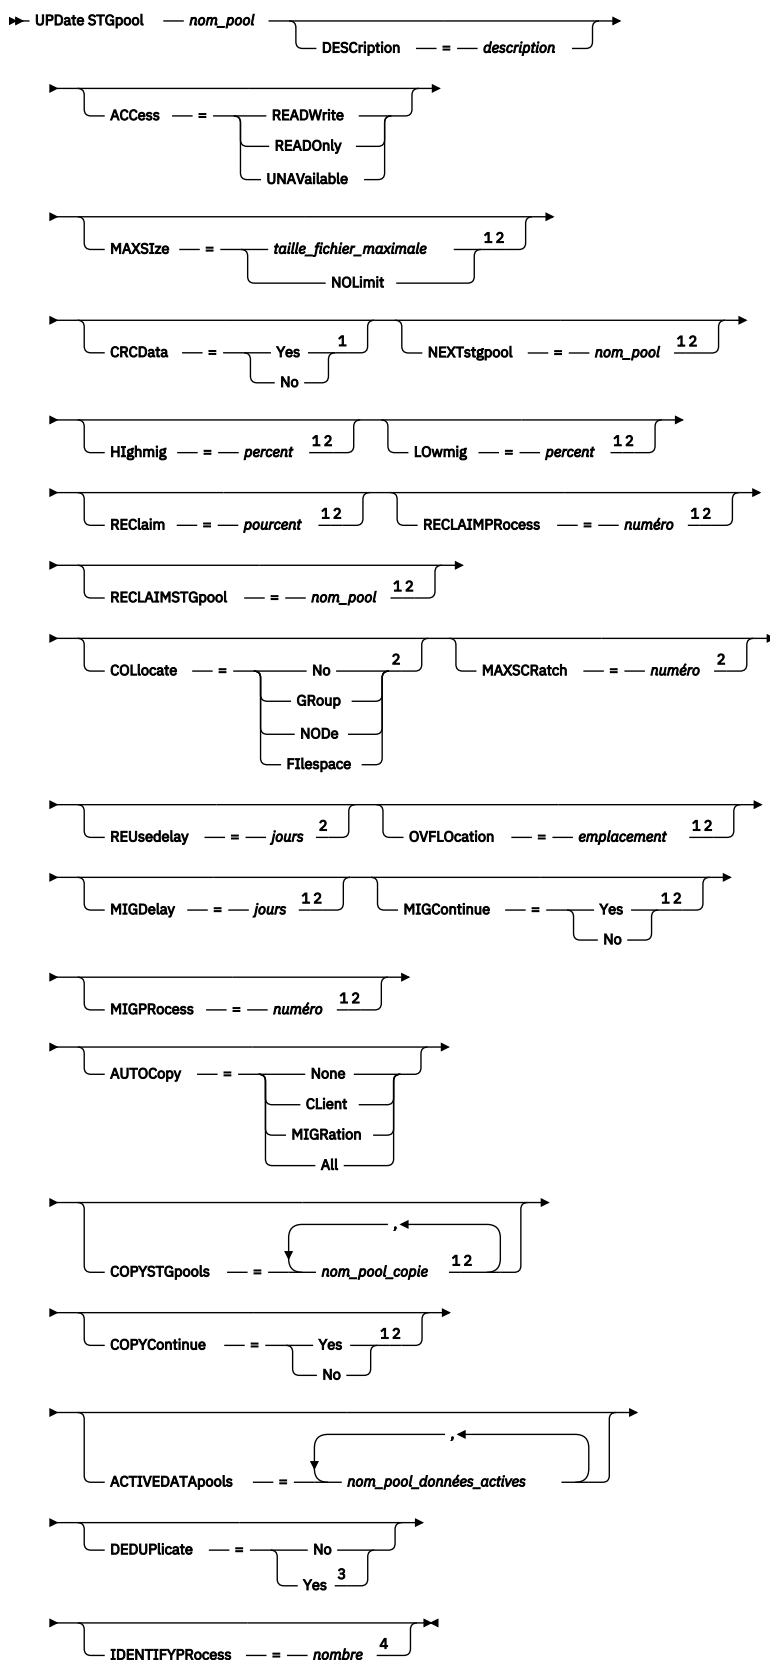 UPDate STGpool — nom_pool
DESCription = description
ACCess = READWrite
READOnly
UNAVailable
MAXSIze = taille_fichier_maximale 1 2
NOLimit
CRCData = Yes 1 NEXTstgpool = nom_pool 1 2
No
HIghmig = percent 1 2 LOwmig = percent 1 2
REClaim = pourcent 1 2 RECLAIMPRocess = numéro 1 2
RECLAIMSTGpool = nom_pool 1 2
COLlocate = No 2 MAXSCRatch = numéro 2
GRoup
NODe
FIlespace
REUsedelay = jours 2 OVFLOcation = emplacement 1 2
MIGDelay = jours 1 2 MIGContinue = Yes 1 2
No
MIGPRocess = numéro 1 2
AUTOCopy = None
CLient
MIGRation
All
,
COPYSTGpools = nom_pool_copie 1 2
COPYContinue = Yes 1 2
No
,
ACTIVEDATApools = nom_pool_données_actives
DEDUPlicate = No
Yes 3
IDENTIFYPRocess = nombre 4